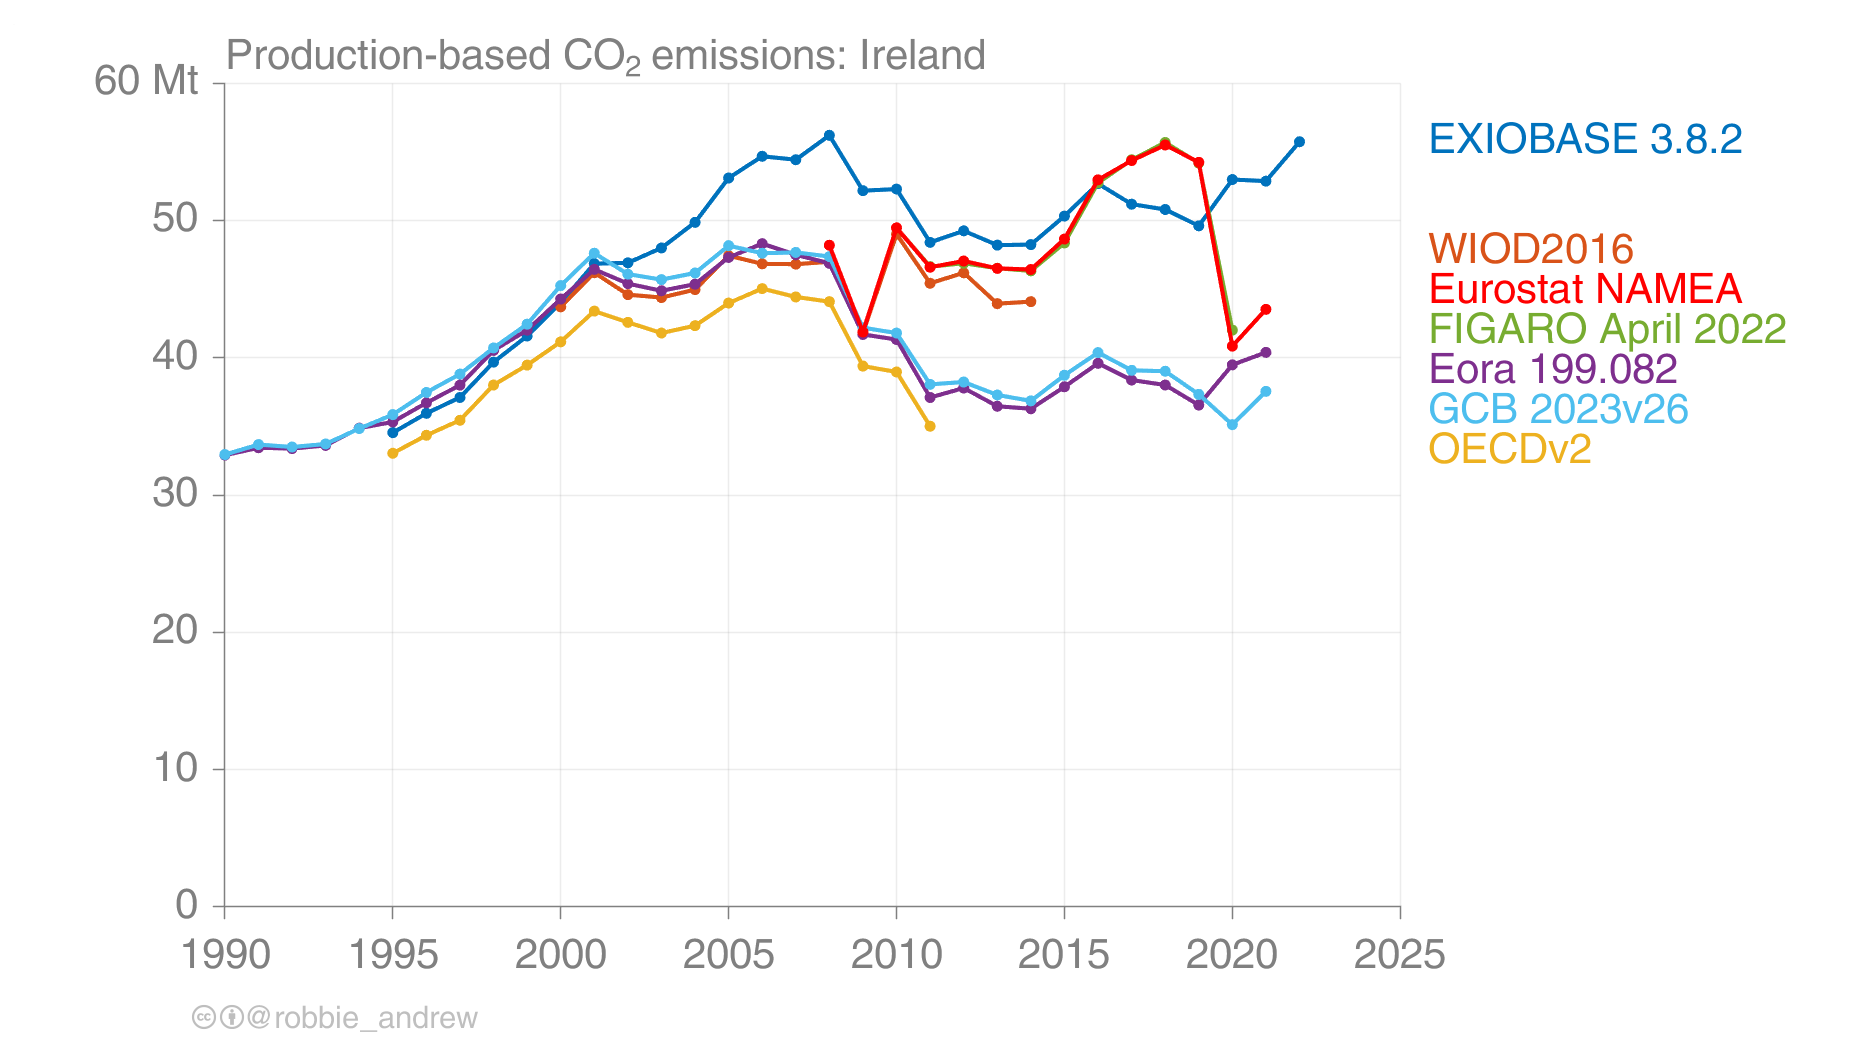 Production-based CO₂ emissions: Ireland
60 Mt
50
40
30
20
10
0
1990 1995 2000 2005 2010 2015 2020 2025
EXIOBASE 3.8.2
WIOD2016
Eurostat NAMEA
FIGARO April 2022
Eora 199.082
GCB 2023v26
OECDv2
@robbie_andrew